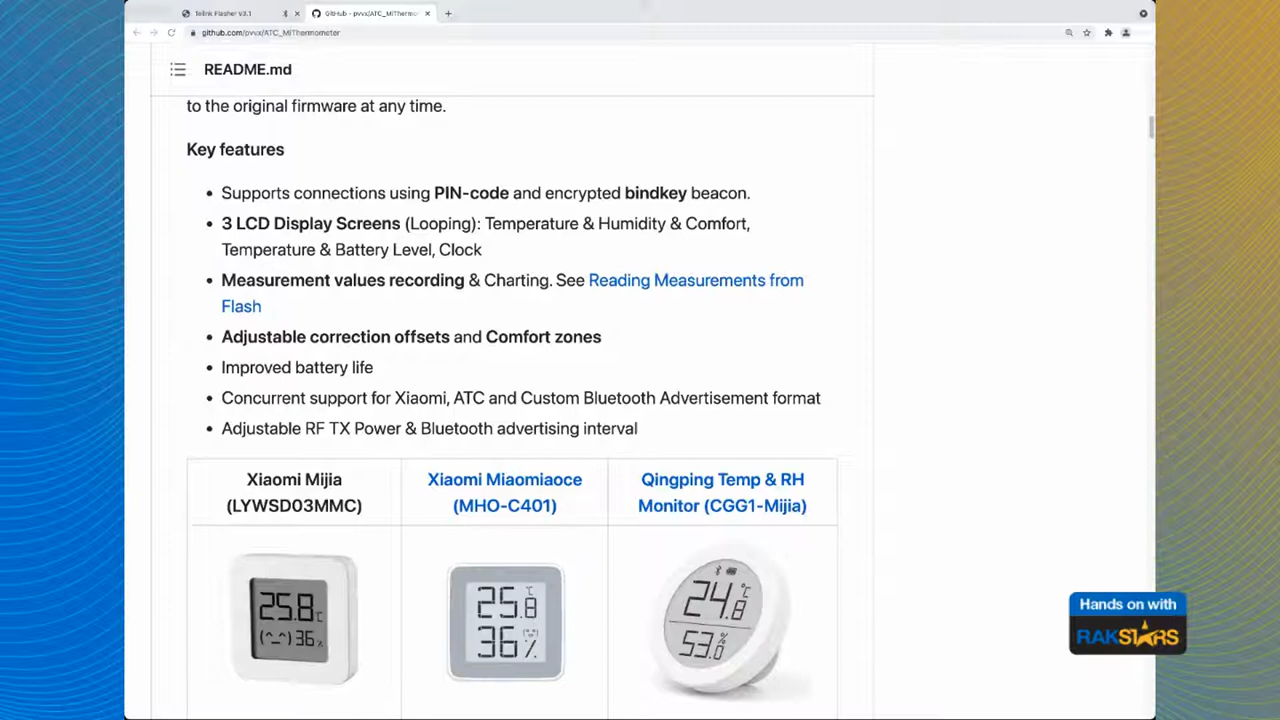 Telink Flasher v3.1
GitHub - pvvx/ATC_MiThermo
github.com/pvvx/ATC_MiThermometer
README.md
to the original firmware at any time.
Key features
• Supports connections using PIN-code and encrypted bindkey beacon.
• 3 LCD Display Screens (Looping): Temperature & Humidity & Comfort,
Temperature & Battery Level, Clock
• Measurement values recording & Charting. See Reading Measurements from
Flash
• Adjustable correction offsets and Comfort zones
• Improved battery life
• Concurrent support for Xiaomi, ATC and Custom Bluetooth Advertisement format
• Adjustable RF TX Power & Bluetooth advertising interval
Xiaomi Mijia
(LYWSD03MMC)
Xiaomi Miaomiaoce
(MHO-C401)
Qingping Temp & RH
Monitor (CGG1-Mijia)
25.8 °C
(^_^) 36 %
25.8 °C
36 %
24.8 °C
53.0 %
Hands on with
RAKSTARS